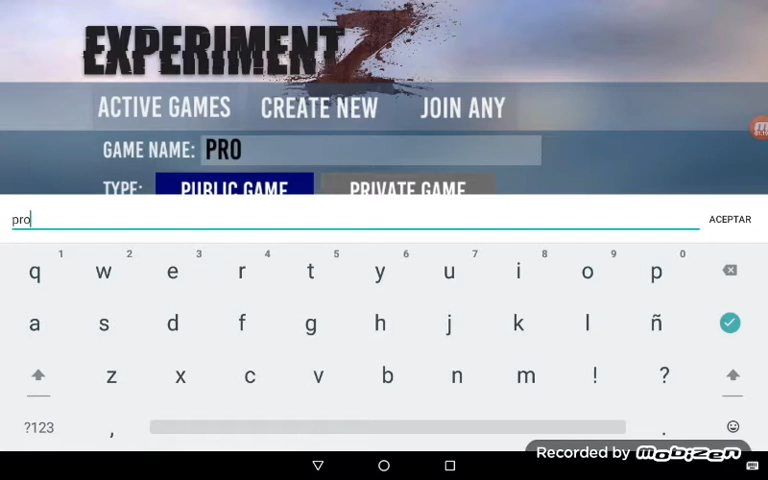 EXPERIMENT Z
ACTIVE GAMES CREATE NEW JOIN ANY
GAME NAME: PRO
TYPE: PUBLIC GAME PRIVATE GAME
pro ACEPTAR
1 2 3 4 5 6 7 8 9 0
q w e r t y u i o p
a s d f g h j k l ñ
z x c v b n m ! ?
?123 , .
Recorded by mobizen